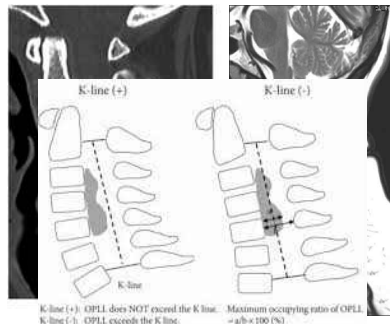 K-line (+)
K-line (-)
K-line
K-line (+): OPLL does NOT exceed the K line.
K-line (-): OPLL exceeds the K line.
Maximum occupying ratio of OPLL
=a/b×100 (%)